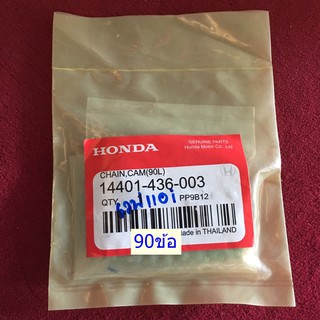 GENUINE PARTS
Honda Motor Co., Ltd.
HONDA
CHAIN,CAM(90L)
14401-436-003
QTY. PP9B12
Made in THAILAND
90ข้อ